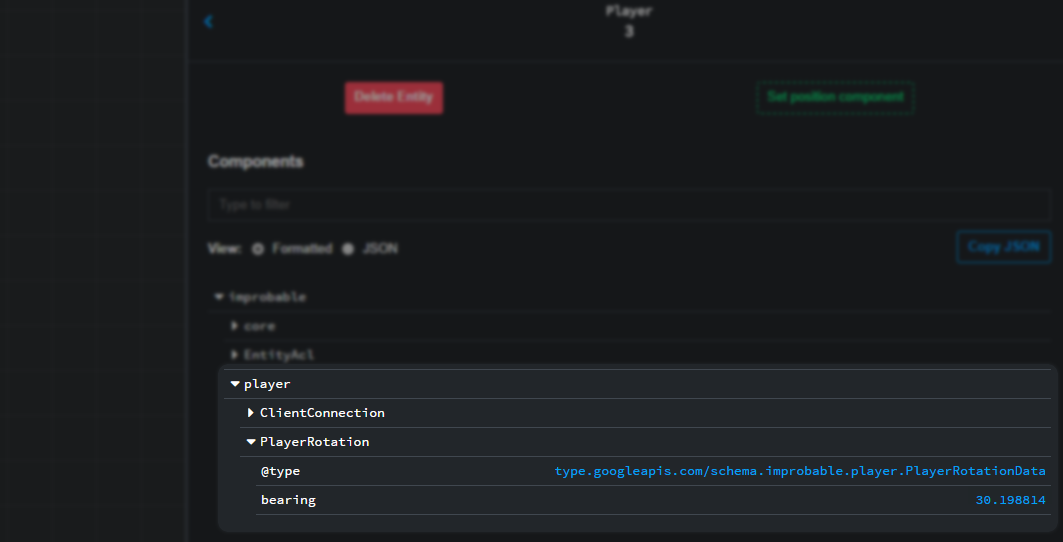 Player
3
Delete Entity
Set position component
Components
Type to filter
View: Formatted JSON
Copy JSON
improbable
core
EntityAcl
player
ClientConnection
PlayerRotation
@type type.googleapis.com/schema.improbable.player.PlayerRotationData
bearing 30.198814